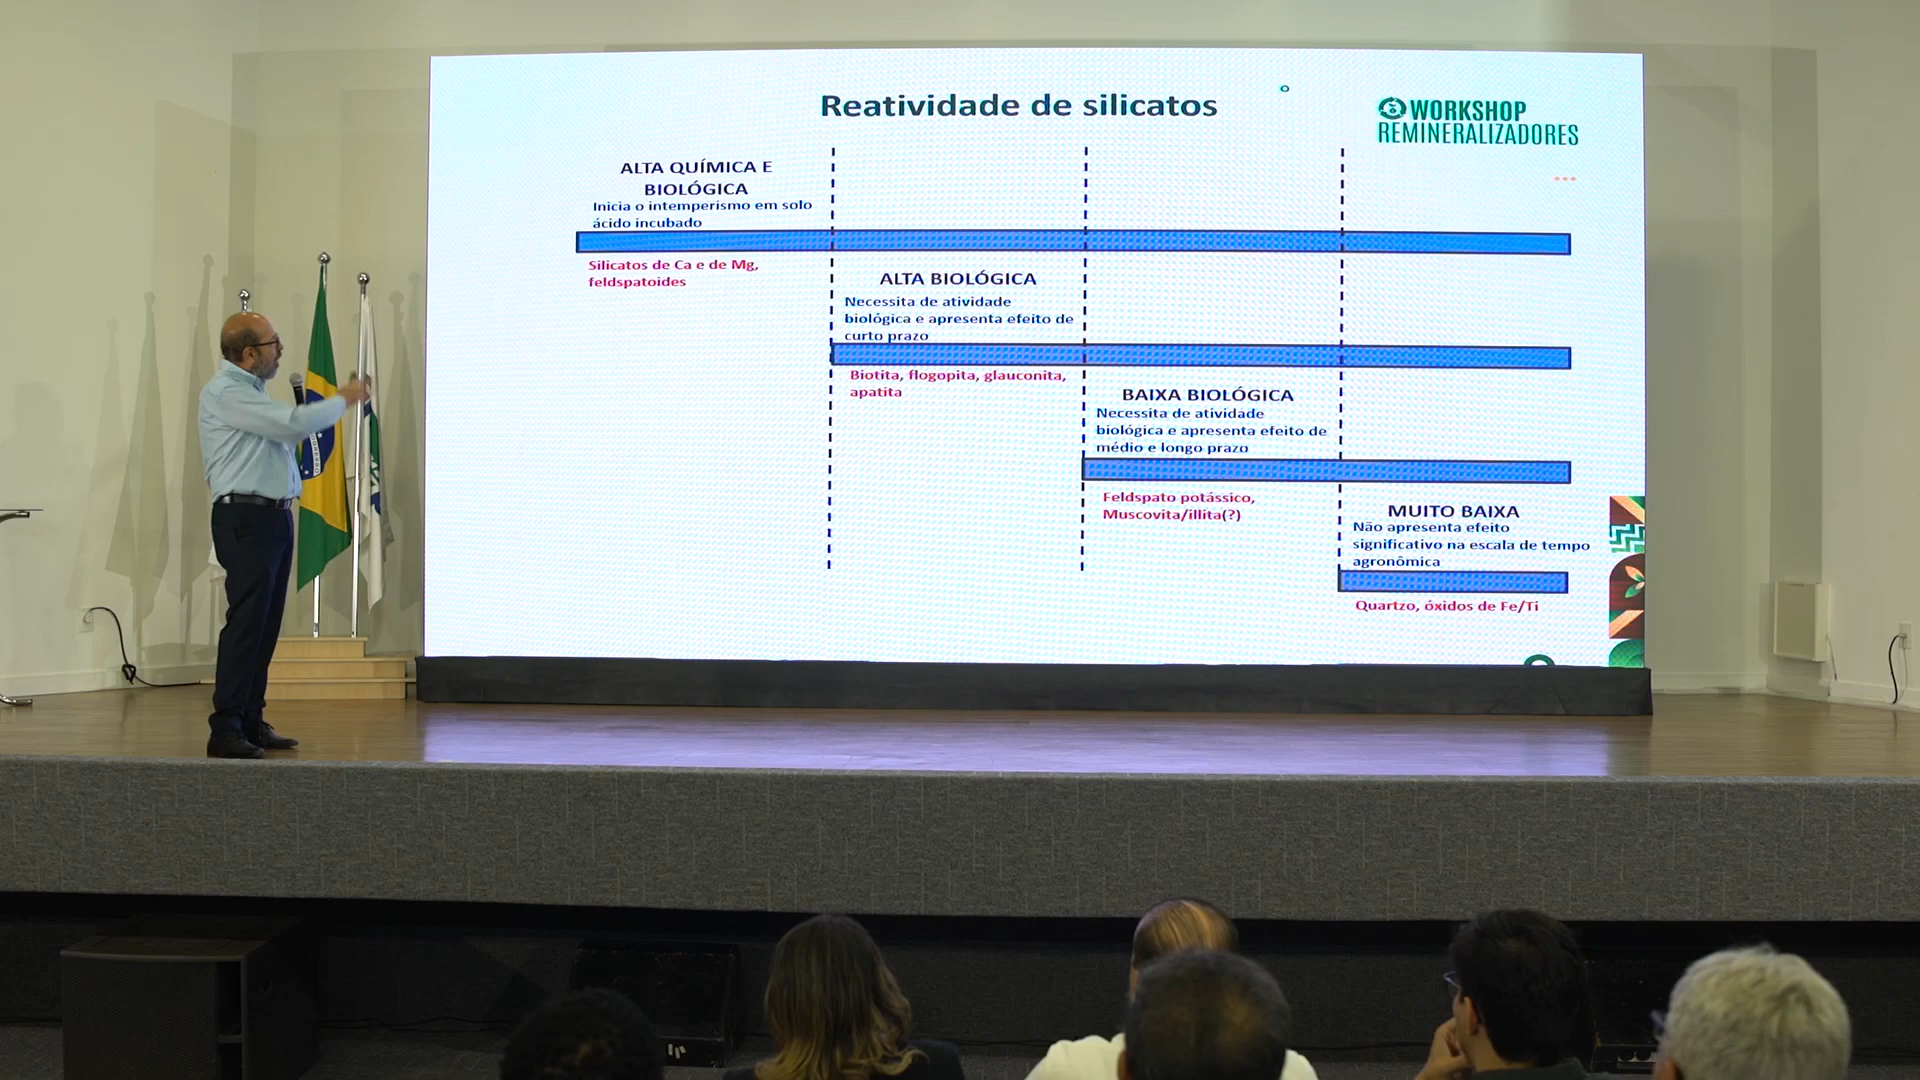 Reatividade de silicatos
WORKSHOP
REMINERALIZADORES
ALTA QUÍMICA E
BIOLÓGICA
Inicia o intemperismo em solo
ácido incubado
Silicatos de Ca e de Mg,
feldspatoides
ALTA BIOLÓGICA
Necessita de atividade
biológica e apresenta efeito de
curto prazo
Biotita, flogopita, glauconita,
apatita
BAIXA BIOLÓGICA
Necessita de atividade
biológica e apresenta efeito de
médio e longo prazo
Feldspato potássico,
Muscovita/illita(?)
MUITO BAIXA
Não apresenta efeito
significativo na escala de tempo
agronômica
Quartzo, óxidos de Fe/Ti